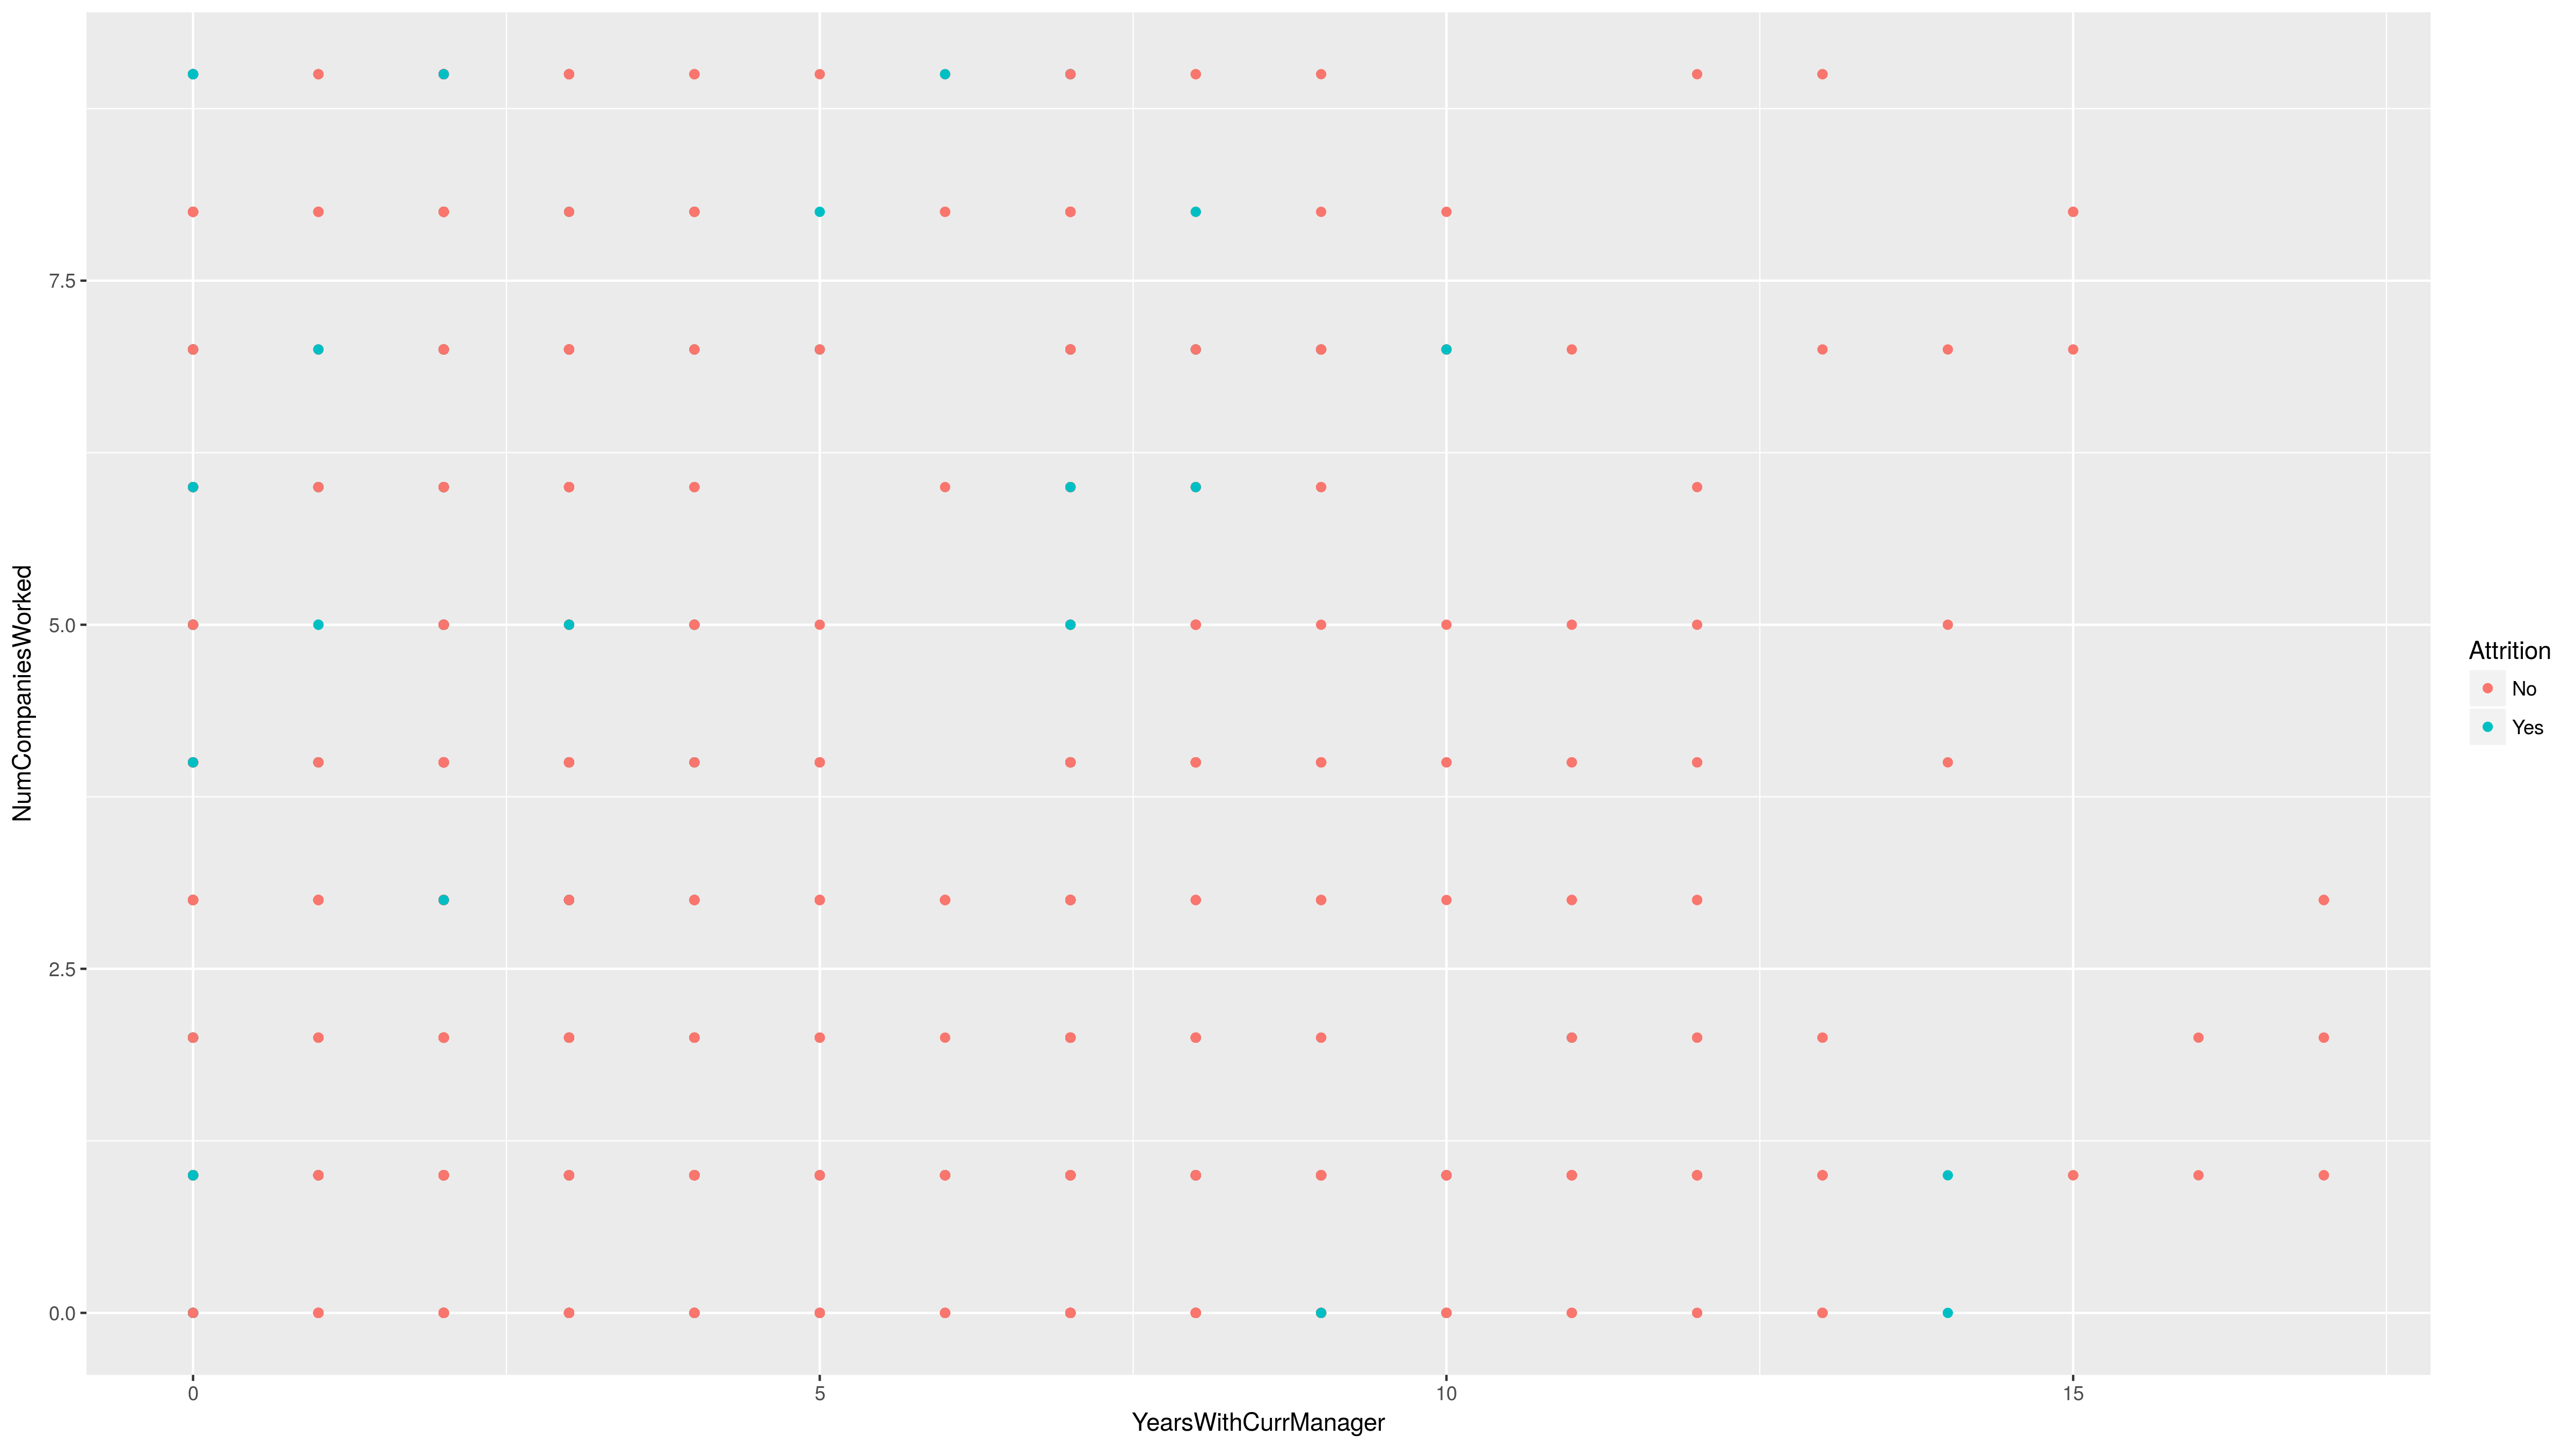 7.5
5.0
2.5
0.0
NumCompaniesWorked
0
5
10
15
YearsWithCurrManager
Attrition
No
Yes